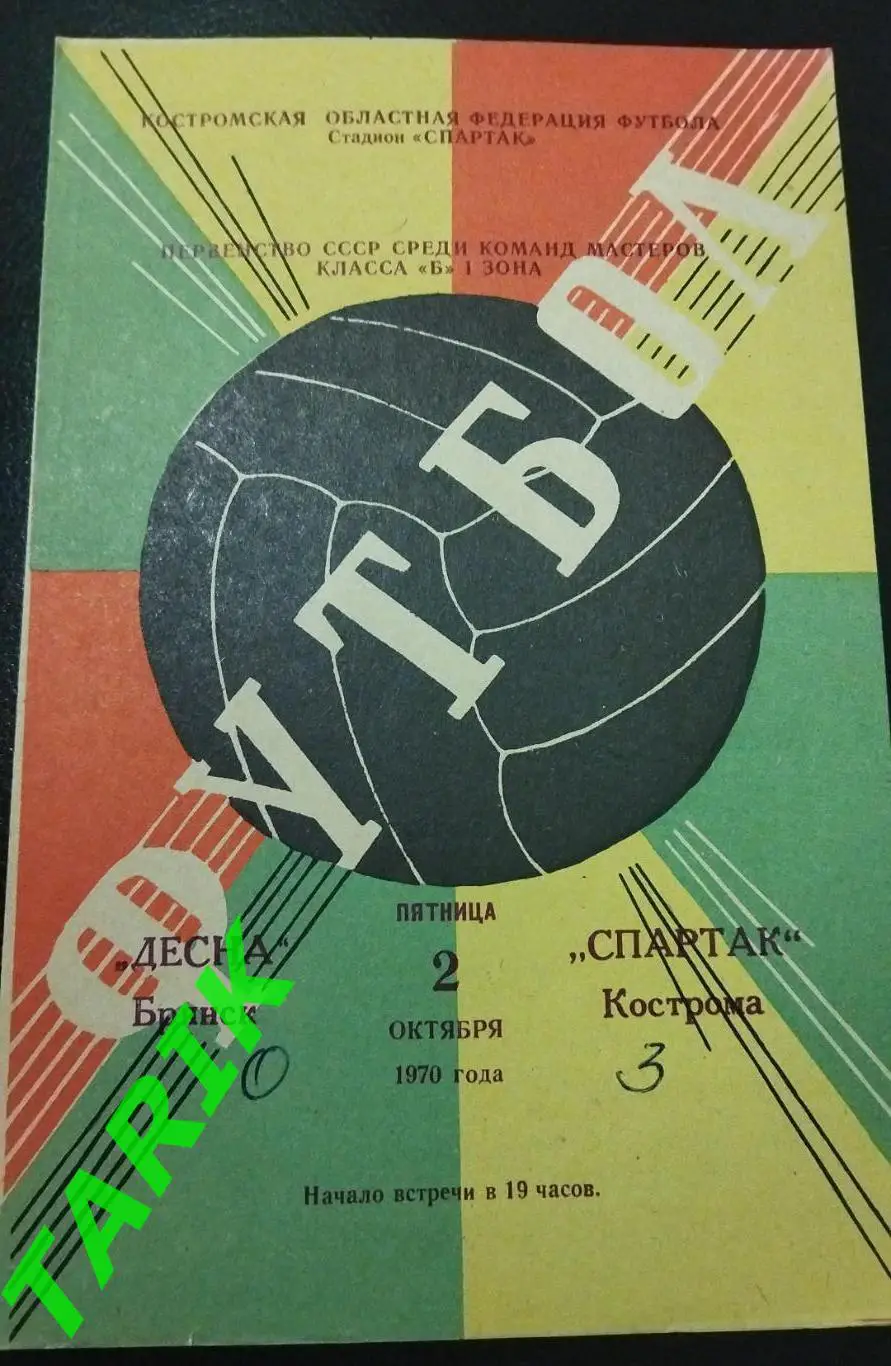 КОСТРОМСКАЯ ОБЛАСТНАЯ ФЕДЕРАЦИЯ ФУТБОЛА
Стадион «СПАРТАК»
ПЕРВЕНСТВО СССР СРЕДИ КОМАНД МАСТЕРОВ
КЛАССА «Б» I ЗОНА
ФУТБОЛ
ПЯТНИЦА
„ДЕСНА“ 2 „СПАРТАК“
Брянск ОКТЯБРЯ Кострома
0 1970 года 3
Начало встречи в 19 часов.
TARIK